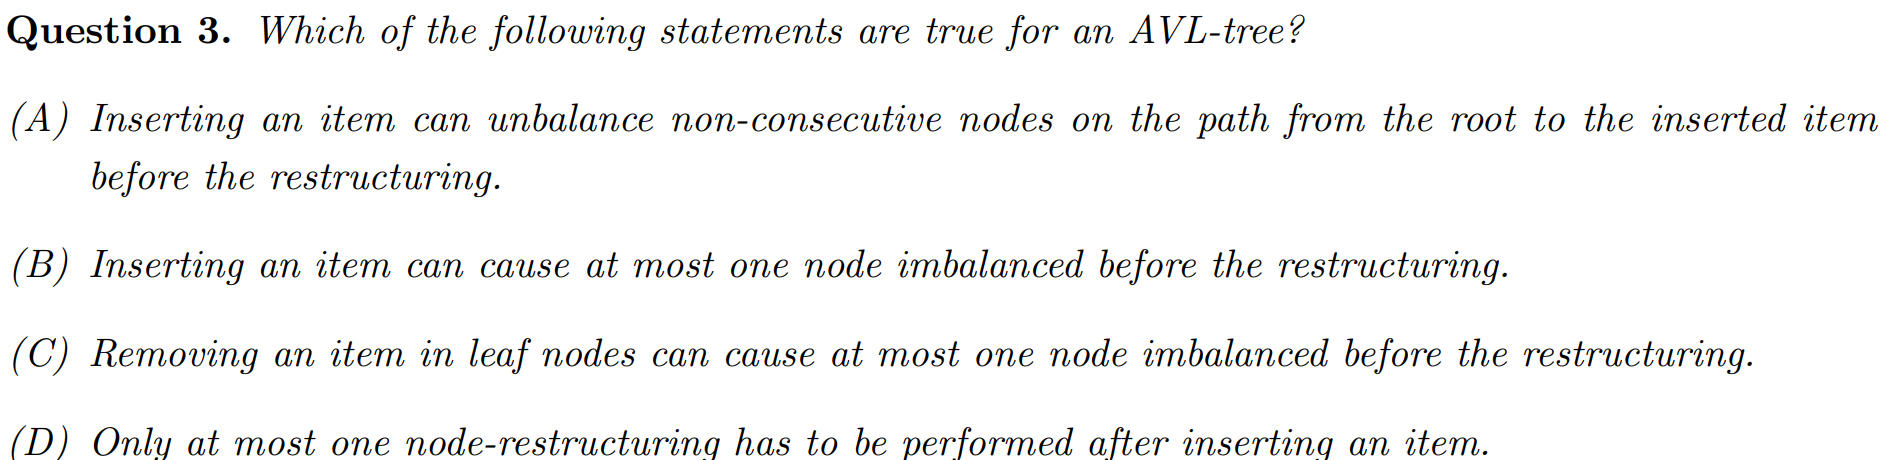 Question 3. Which of the following statements are true for an AVL-tree?
(A) Inserting an item can unbalance non-consecutive nodes on the path from the root to the inserted item
before the restructuring.
(B) Inserting an item can cause at most one node imbalanced before the restructuring.
(C) Removing an item in leaf nodes can cause at most one node imbalanced before the restructuring.
(D) Only at most one node-restructuring has to be performed after inserting an item.